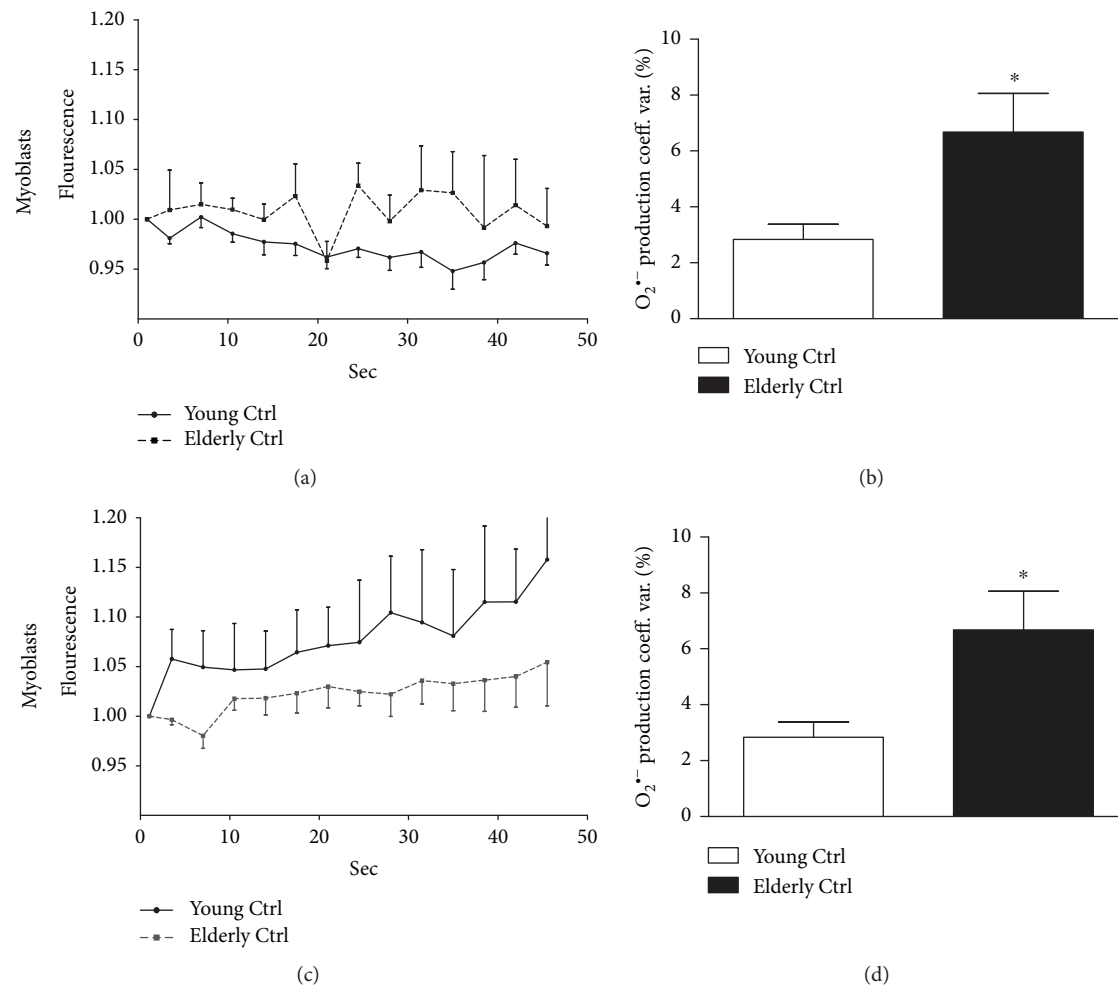 1.20
1.15
1.10
1.05
1.00
0.95
Myoblasts
Flourescence
0 10 20 30 40 50
Sec
Young Ctrl
Elderly Ctrl
(a)
10
8
6
4
2
0
O₂•− production coeff. var. (%)
*
Young Ctrl
Elderly Ctrl
(b)
1.20
1.15
1.10
1.05
1.00
0.95
Myoblasts
Flourescence
0 10 20 30 40 50
Sec
Young Ctrl
Elderly Ctrl
(c)
10
8
6
4
2
0
O₂•− production coeff. var. (%)
*
Young Ctrl
Elderly Ctrl
(d)